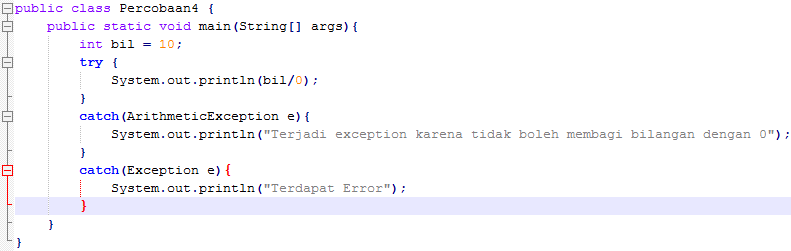 public class Percobaan4 {
public static void main(String[] args){
int bil = 10;
try {
System.out.println(bil/0);
}
catch(ArithmeticException e){
System.out.println("Terjadi exception karena tidak boleh membagi bilangan dengan 0");
}
catch(Exception e){
System.out.println("Terdapat Error");
}
}
}